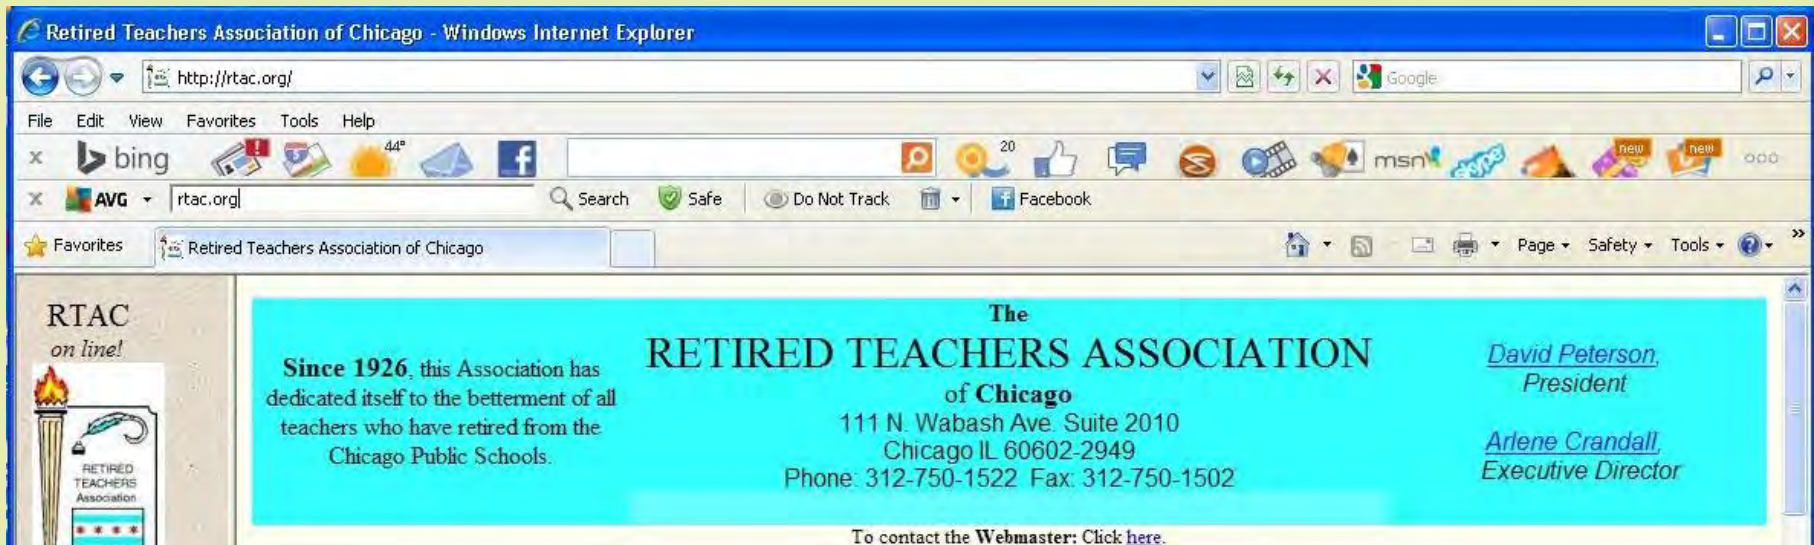 Retired Teachers Association of Chicago - Windows Internet Explorer
http://rtac.org/
Google
File Edit View Favorites Tools Help
x bing 44° f 20 msn skype new new
x AVG rtac.org Search Safe Do Not Track Facebook
Favorites Retired Teachers Association of Chicago Page Safety Tools »
RTAC
on line!
RETIRED
TEACHERS
Association
Since 1926, this Association has
dedicated itself to the betterment of all
teachers who have retired from the
Chicago Public Schools.
The
RETIRED TEACHERS ASSOCIATION
of Chicago
111 N. Wabash Ave. Suite 2010
Chicago IL 60602-2949
Phone: 312-750-1522 Fax: 312-750-1502
David Peterson,
President
Arlene Crandall,
Executive Director
To contact the Webmaster: Click here.